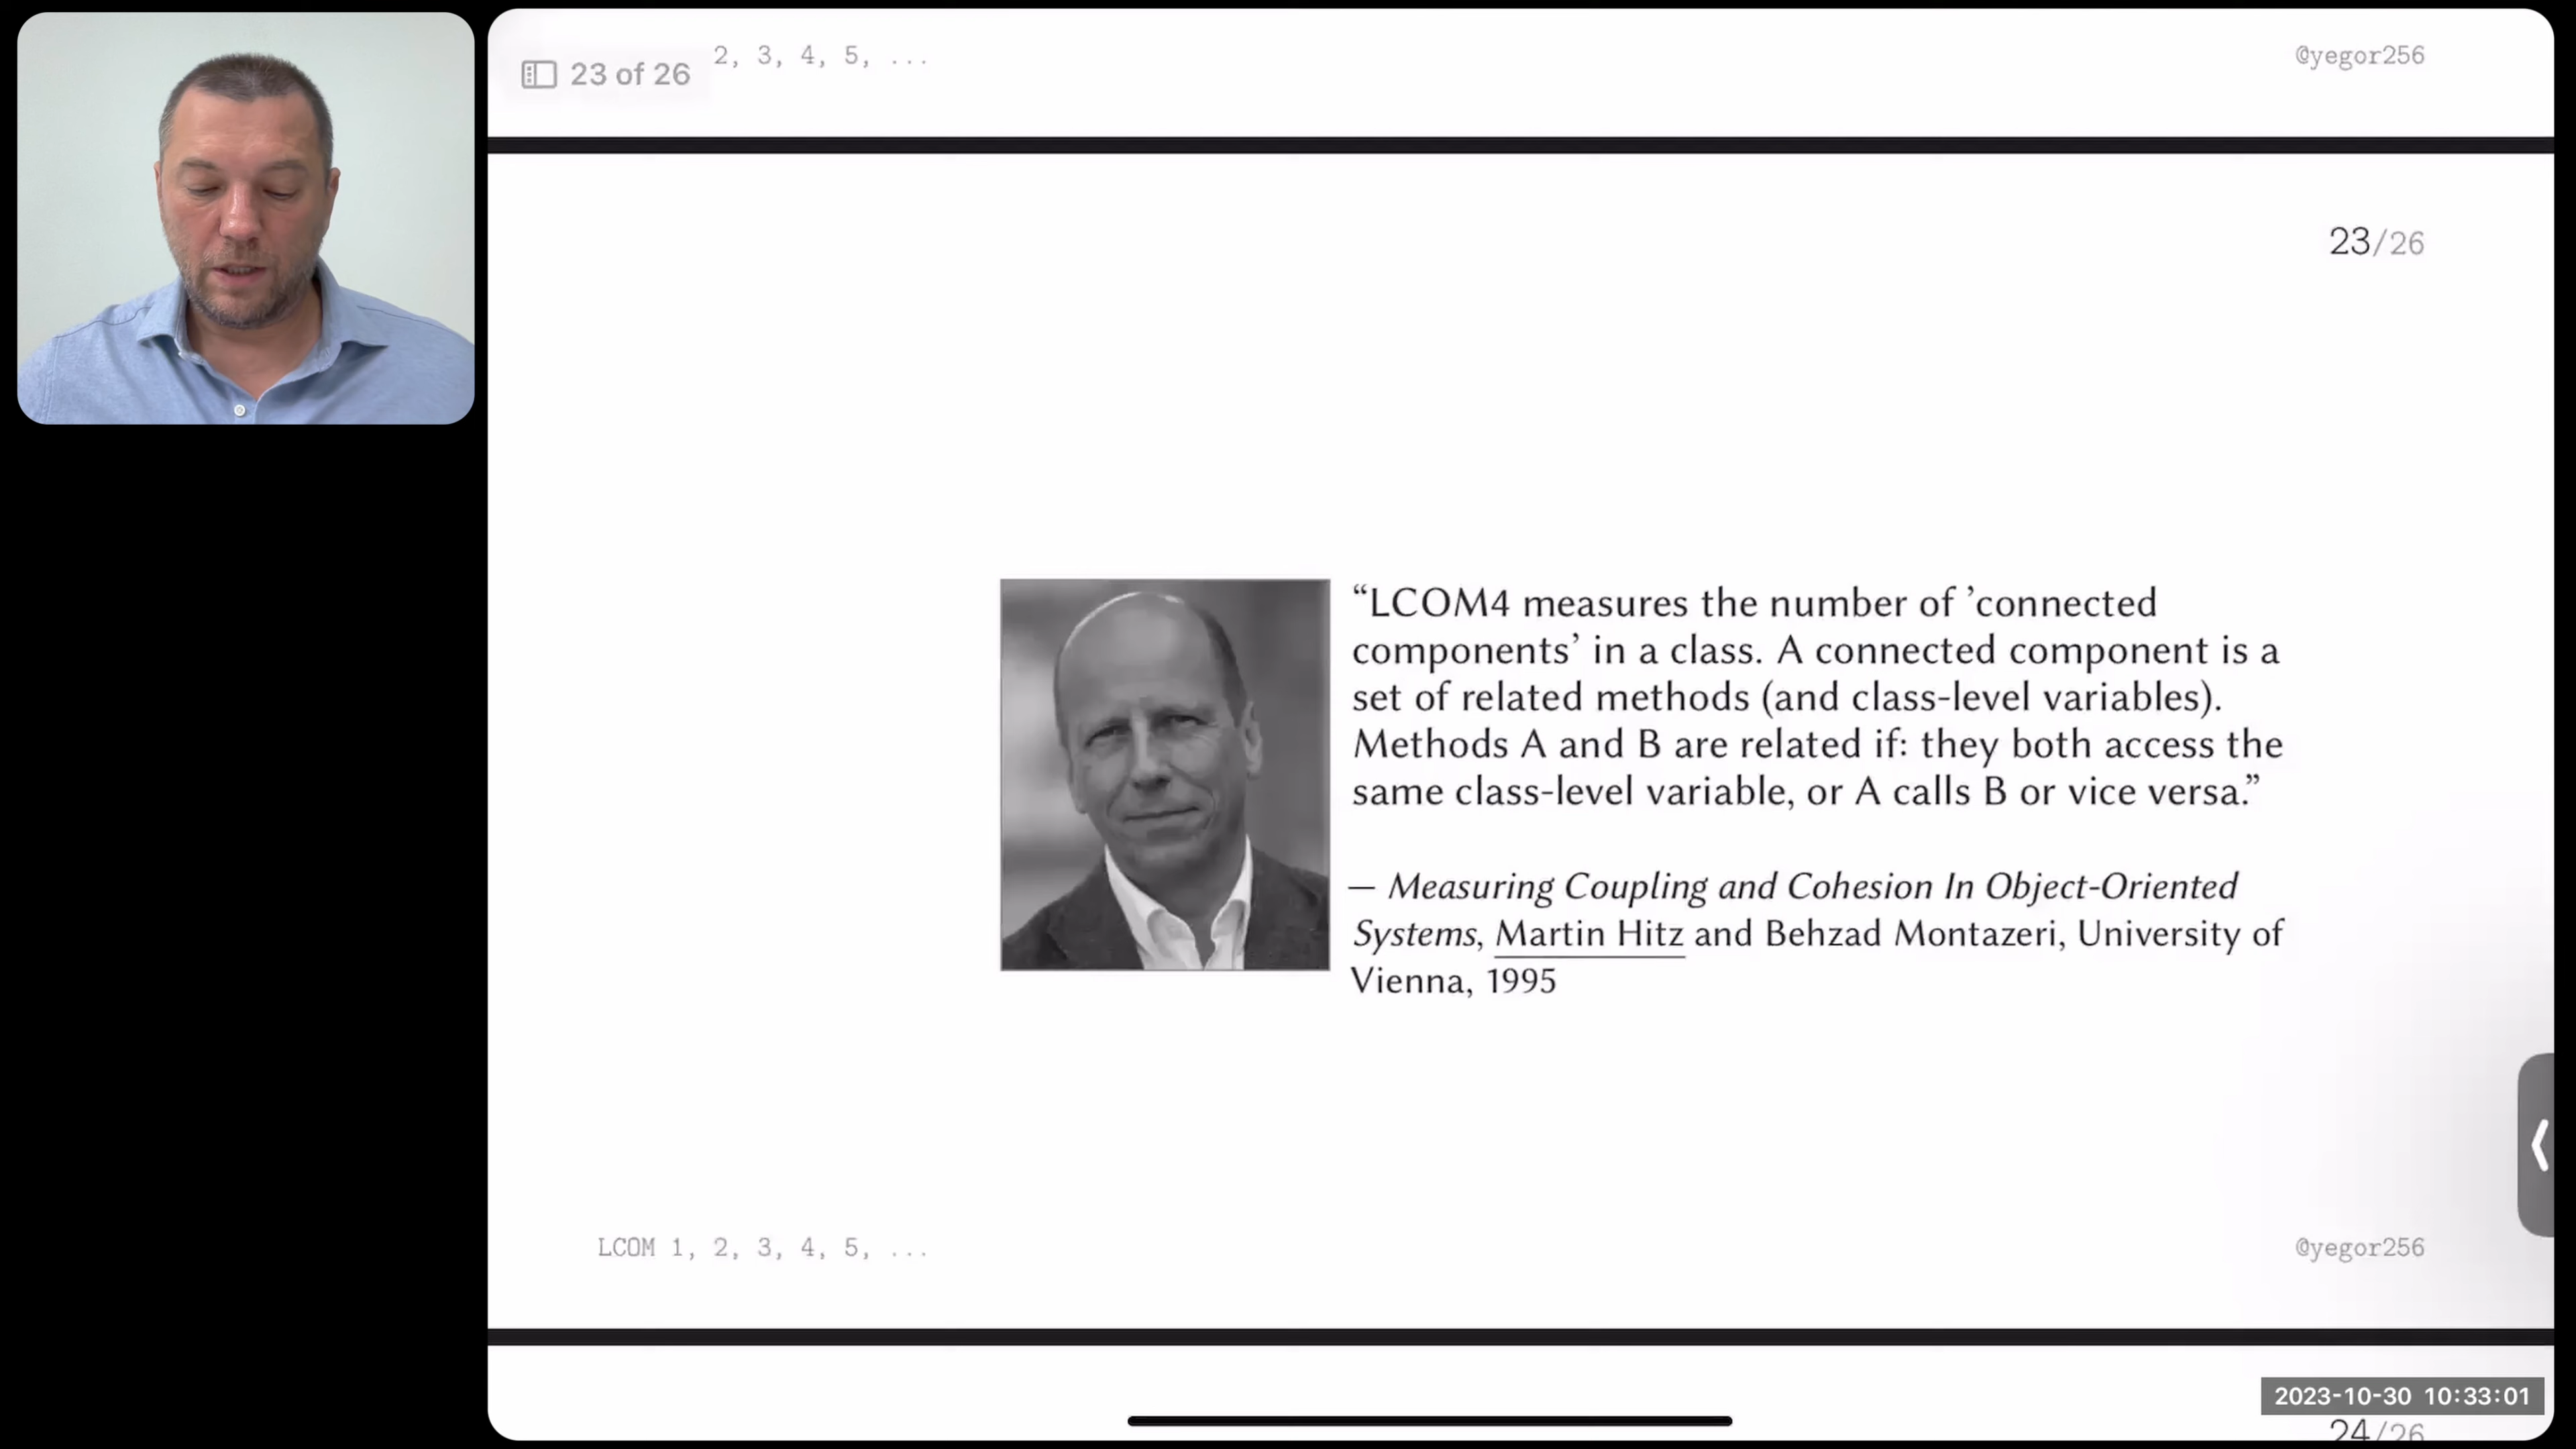 2, 3, 4, 5, ...
@yegor256
23 of 26
23/26
“LCOM4 measures the number of ’connected
components’ in a class. A connected component is a
set of related methods (and class-level variables).
Methods A and B are related if: they both access the
same class-level variable, or A calls B or vice versa.”
— Measuring Coupling and Cohesion In Object-Oriented
Systems, Martin Hitz and Behzad Montazeri, University of
Vienna, 1995
LCOM 1, 2, 3, 4, 5, ...
@yegor256
2023-10-30 10:33:01
24/26